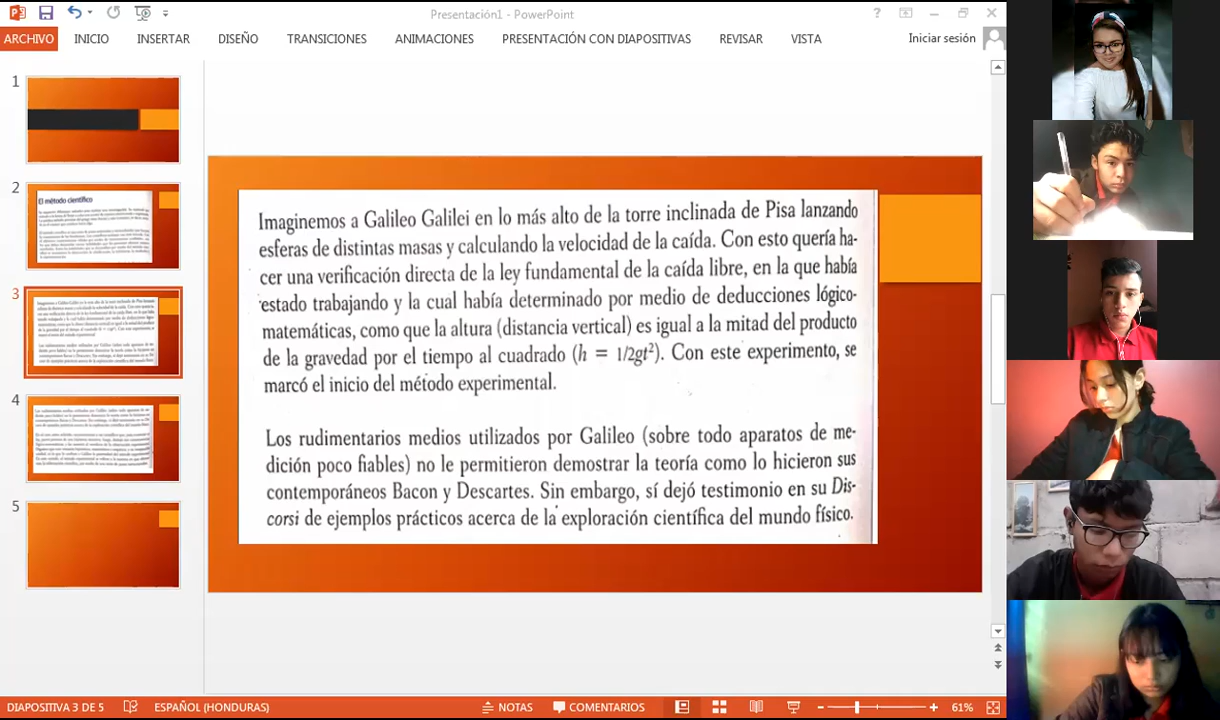 Presentación1 - PowerPoint
ARCHIVO INICIO INSERTAR DISEÑO TRANSICIONES ANIMACIONES PRESENTACIÓN CON DIAPOSITIVAS REVISAR VISTA Iniciar sesión
1
2
El método científico
3
4
5
Imaginemos a Galileo Galilei en lo más alto de la torre inclinada de Pisa lanzando
esferas de distintas masas y calculando la velocidad de la caída. Con esto quería ha-
cer una verificación directa de la ley fundamental de la caída libre, en la que había
estado trabajando y la cual había determinado por medio de deducciones lógico-
matemáticas, como que la altura (distancia vertical) es igual a la mitad del producto
de la gravedad por el tiempo al cuadrado (h = 1/2gt²). Con este experimento, se
marcó el inicio del método experimental.
Los rudimentarios medios utilizados por Galileo (sobre todo aparatos de me-
dición poco fiables) no le permitieron demostrar la teoría como lo hicieron sus
contemporáneos Bacon y Descartes. Sin embargo, sí dejó testimonio en su Dis-
corsi de ejemplos prácticos acerca de la exploración científica del mundo físico.
DIAPOSITIVA 3 DE 5 ESPAÑOL (HONDURAS) NOTAS COMENTARIOS 61%